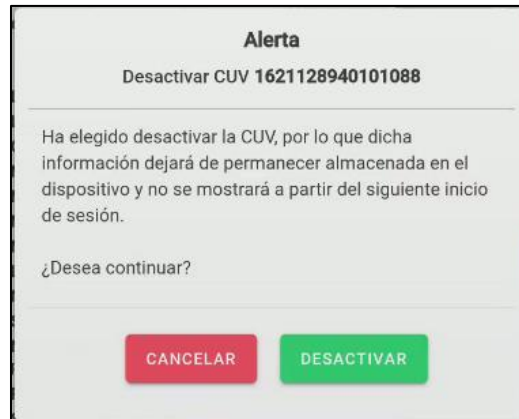 Alerta
Desactivar CUV 1621128940101088
Ha elegido desactivar la CUV, por lo que dicha
información dejará de permanecer almacenada en el
dispositivo y no se mostrará a partir del siguiente inicio
de sesión.
¿Desea continuar?
CANCELAR DESACTIVAR